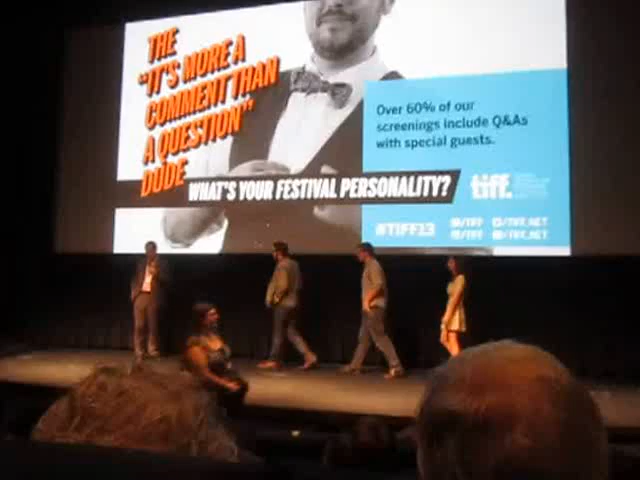 THE
"IT'S MORE A
COMMENT THAN
A QUESTION"
DUDE
WHAT'S YOUR FESTIVAL PERSONALITY?
Over 60% of our
screenings include Q&As
with special guests.
tiff.
#TIFF13